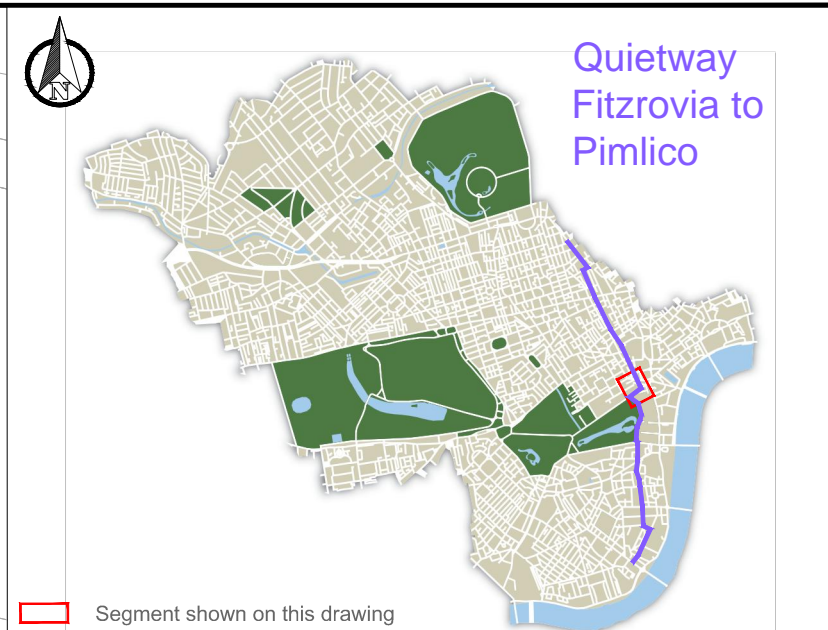 N
Quietway
Fitzrovia to
Pimlico
Segment shown on this drawing